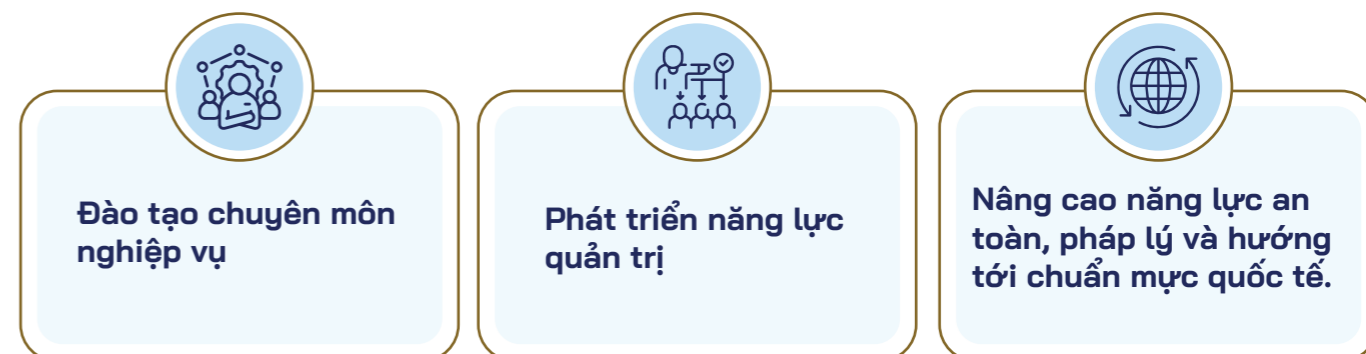 Đào tạo chuyên môn
nghiệp vụ
Phát triển năng lực
quản trị
Nâng cao năng lực an
toàn, pháp lý và hướng
tới chuẩn mực quốc tế.